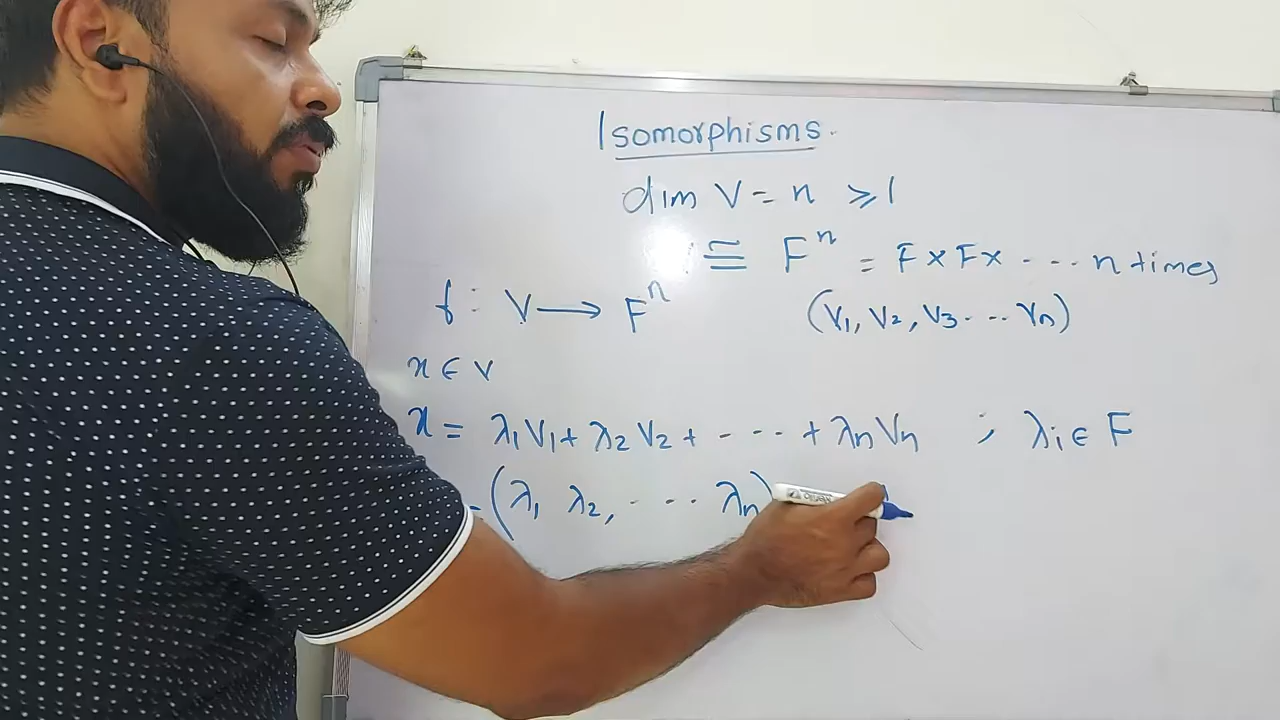 Isomorphisms.
dim V = n ⩾ 1
≅ Fⁿ = F × F × ... n times
f : V ⟶ Fⁿ (v₁, v₂, v₃ ... vₙ)
x ∈ V
x = λ₁V₁ + λ₂V₂ + ---- + λₙVₙ ; λᵢ ∈ F
= (λ₁ λ₂, ... λₙ)